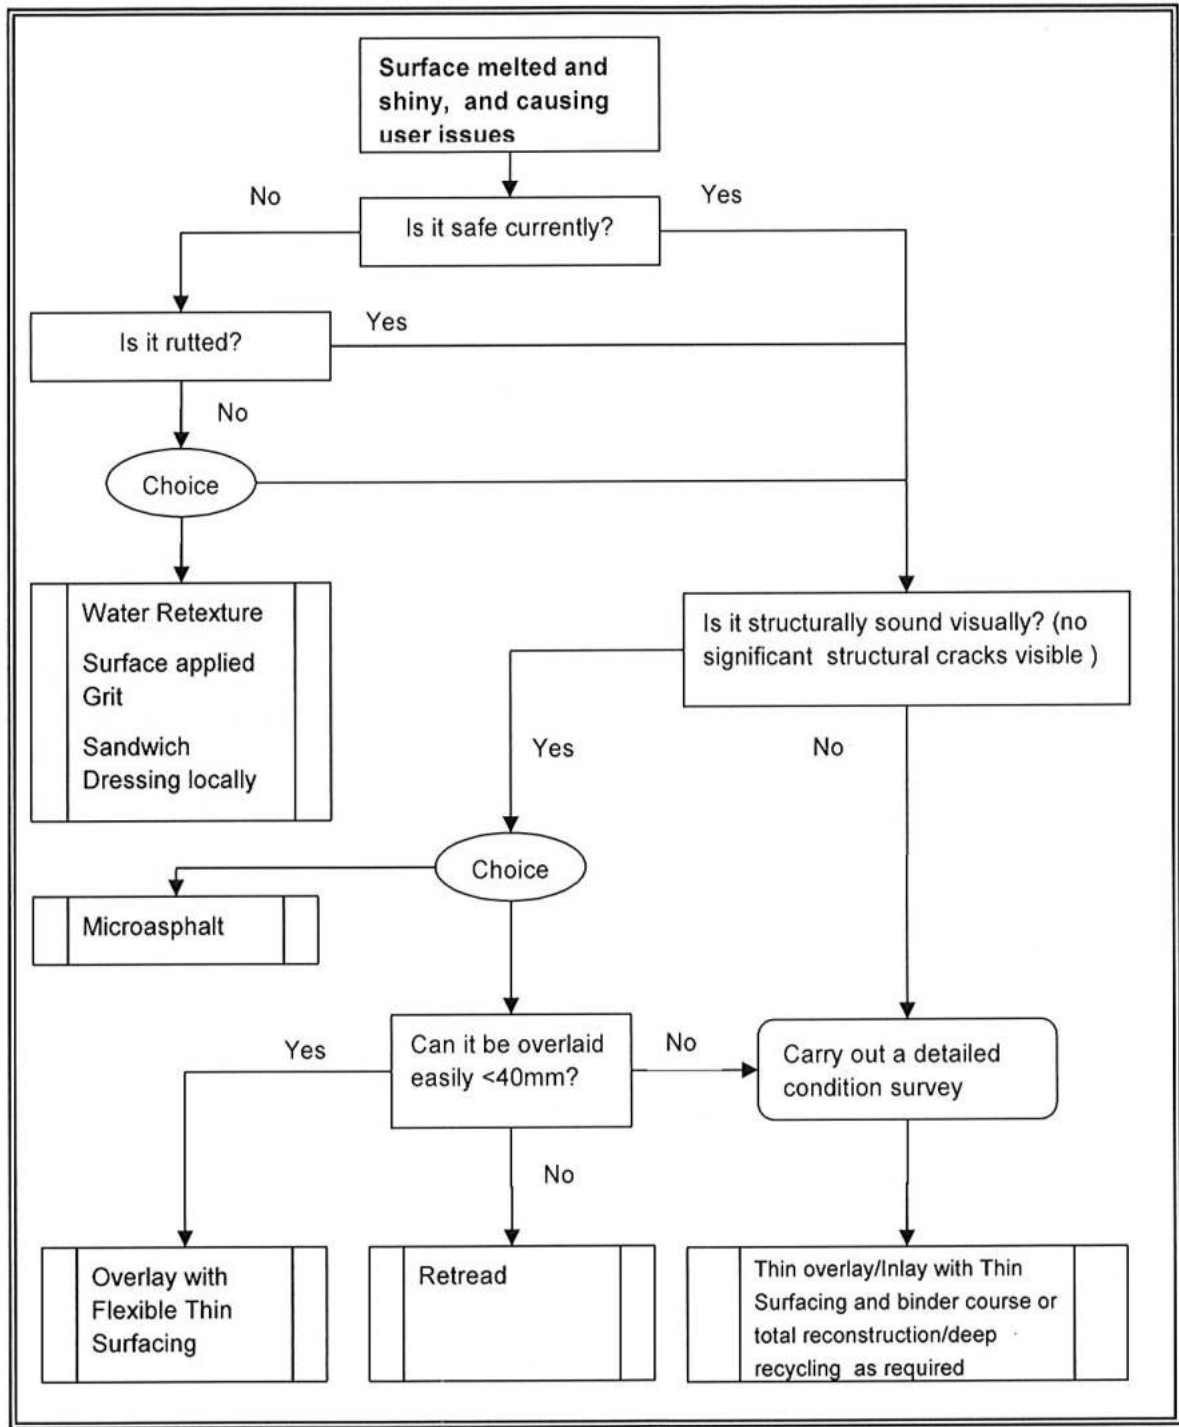 Surface melted and
shiny, and causing
user issues
No
Yes
Is it safe currently?
Is it rutted?
Yes
No
Choice
Water Retexture
Surface applied
Grit
Sandwich
Dressing locally
Is it structurally sound visually? (no
significant structural cracks visible )
Yes
No
Choice
Microasphalt
Yes
Can it be overlaid
easily <40mm?
No
Carry out a detailed
condition survey
No
Overlay with
Flexible Thin
Surfacing
Retread
Thin overlay/Inlay with Thin
Surfacing and binder course or
total reconstruction/deep
recycling as required